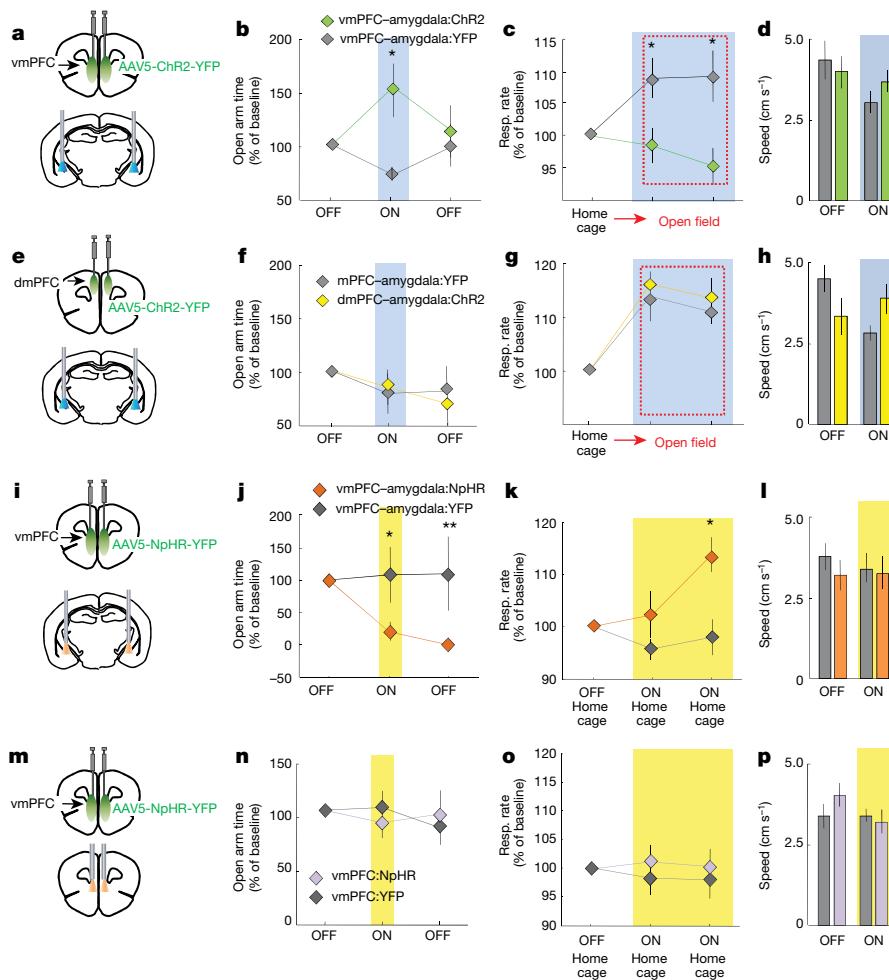 a
vmPFC
AAV5-ChR2-YFP
b
vmPFC–amygdala:ChR2
vmPFC–amygdala:YFP
Open arm time
(% of baseline)
200
150
100
50
*
OFF
ON
OFF
c
Resp. rate
(% of baseline)
115
110
105
100
95
*
*
Home
cage
Open field
d
Speed (cm s⁻¹)
5.0
2.5
0
OFF
ON
e
dmPFC
AAV5-ChR2-YFP
f
mPFC–amygdala:YFP
dmPFC–amygdala:ChR2
Open arm time
(% of baseline)
200
150
100
50
OFF
ON
OFF
g
Resp. rate
(% of baseline)
120
110
100
Home
cage
Open field
h
Speed (cm s⁻¹)
5.0
2.5
0
OFF
ON
i
vmPFC
AAV5-NpHR-YFP
j
vmPFC–amygdala:NpHR
vmPFC–amygdala:YFP
Open arm time
(% of baseline)
200
150
100
50
0
–50
*
**
OFF
ON
OFF
k
Resp. rate
(% of baseline)
120
110
100
90
*
OFF
Home
cage
ON
Home
cage
ON
Home
cage
l
Speed (cm s⁻¹)
5.0
2.5
0
OFF
ON
m
vmPFC
AAV5-NpHR-YFP
n
Open arm time
(% of baseline)
150
100
50
0
vmPFC:NpHR
vmPFC:YFP
OFF
ON
OFF
o
Resp. rate
(% of baseline)
120
115
110
105
100
95
90
OFF
Home
cage
ON
Home
cage
ON
Home
cage
p
Speed (cm s⁻¹)
5.0
2.5
0
OFF
ON